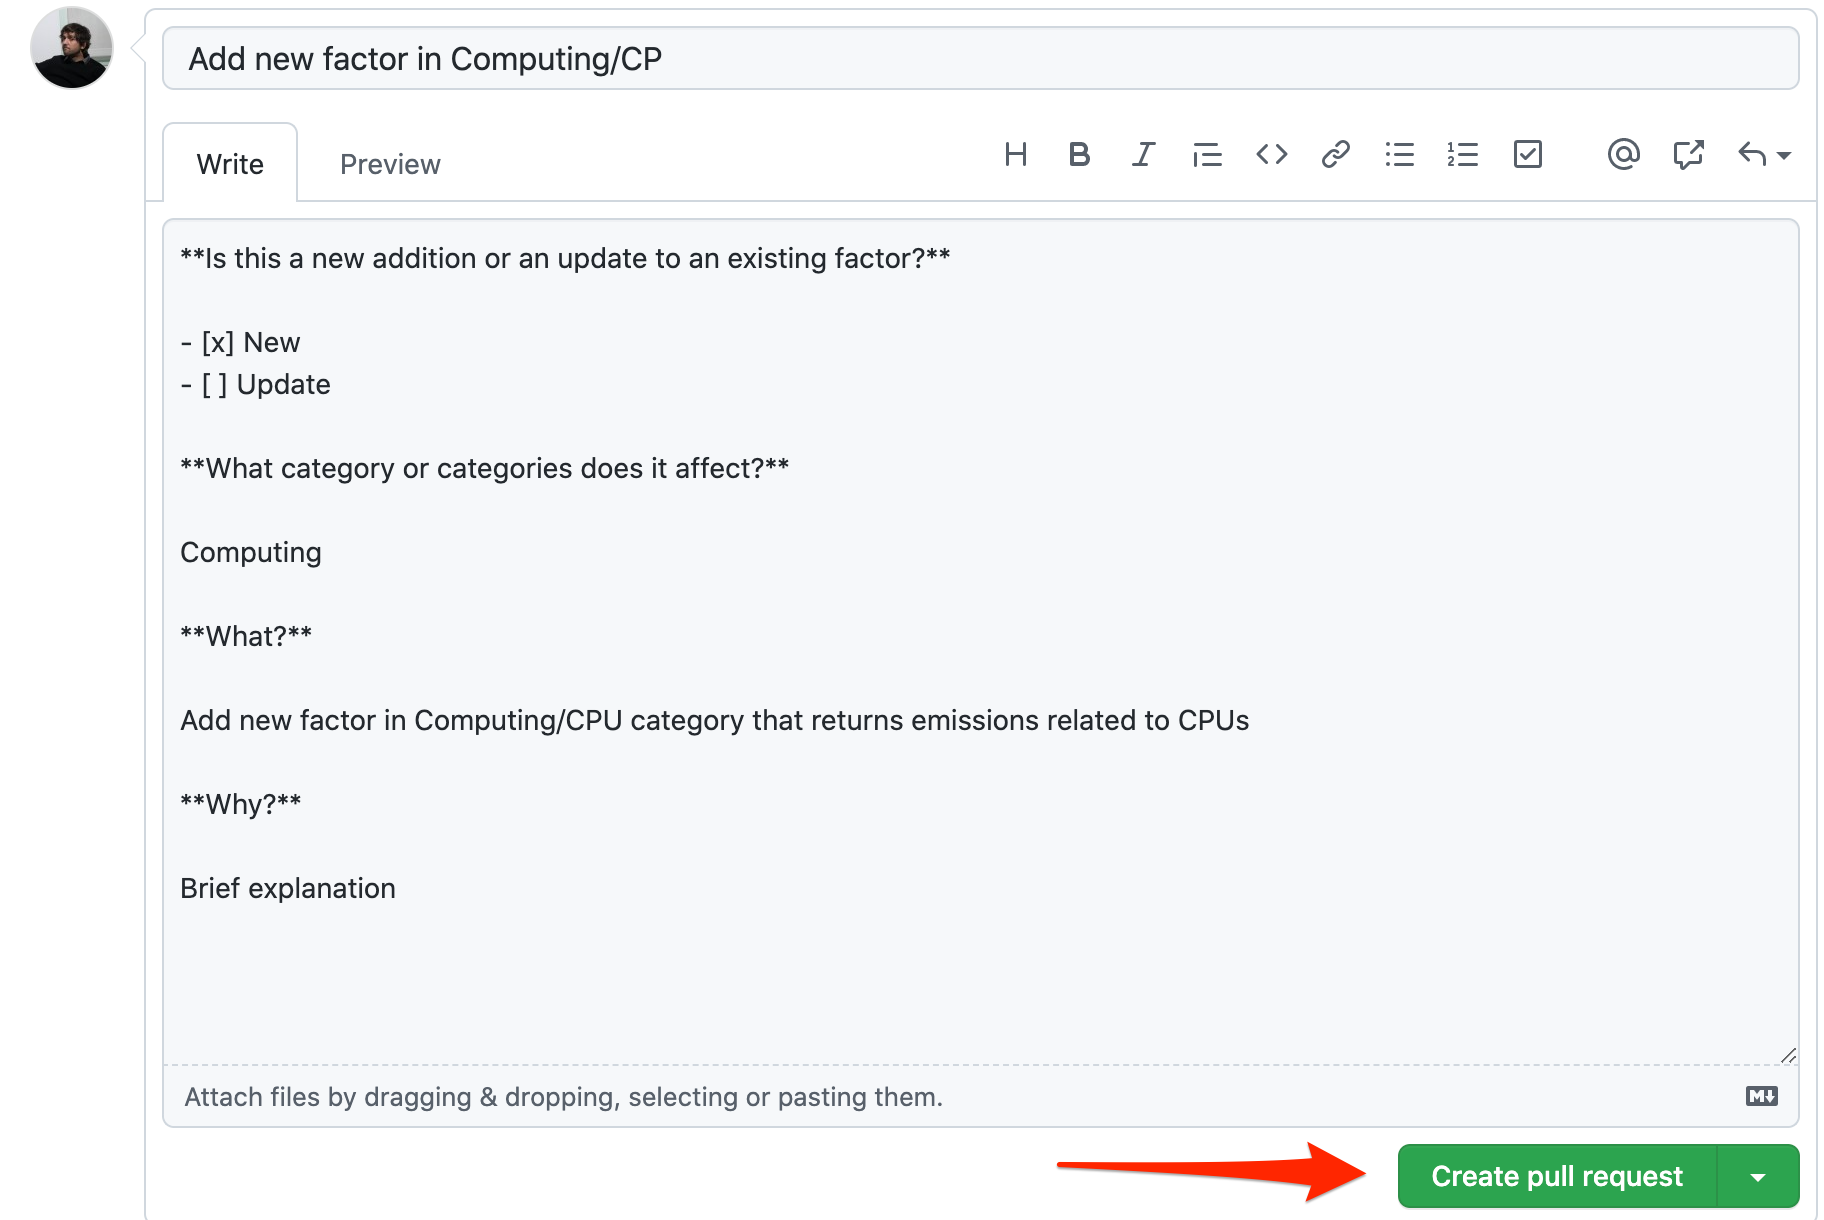 Add new factor in Computing/CP
Write
Preview
**Is this a new addition or an update to an existing factor?**
- [x] New
- [ ] Update
**What category or categories does it affect?**
Computing
**What?**
Add new factor in Computing/CPU category that returns emissions related to CPUs
**Why?**
Brief explanation
Attach files by dragging & dropping, selecting or pasting them.
Create pull request